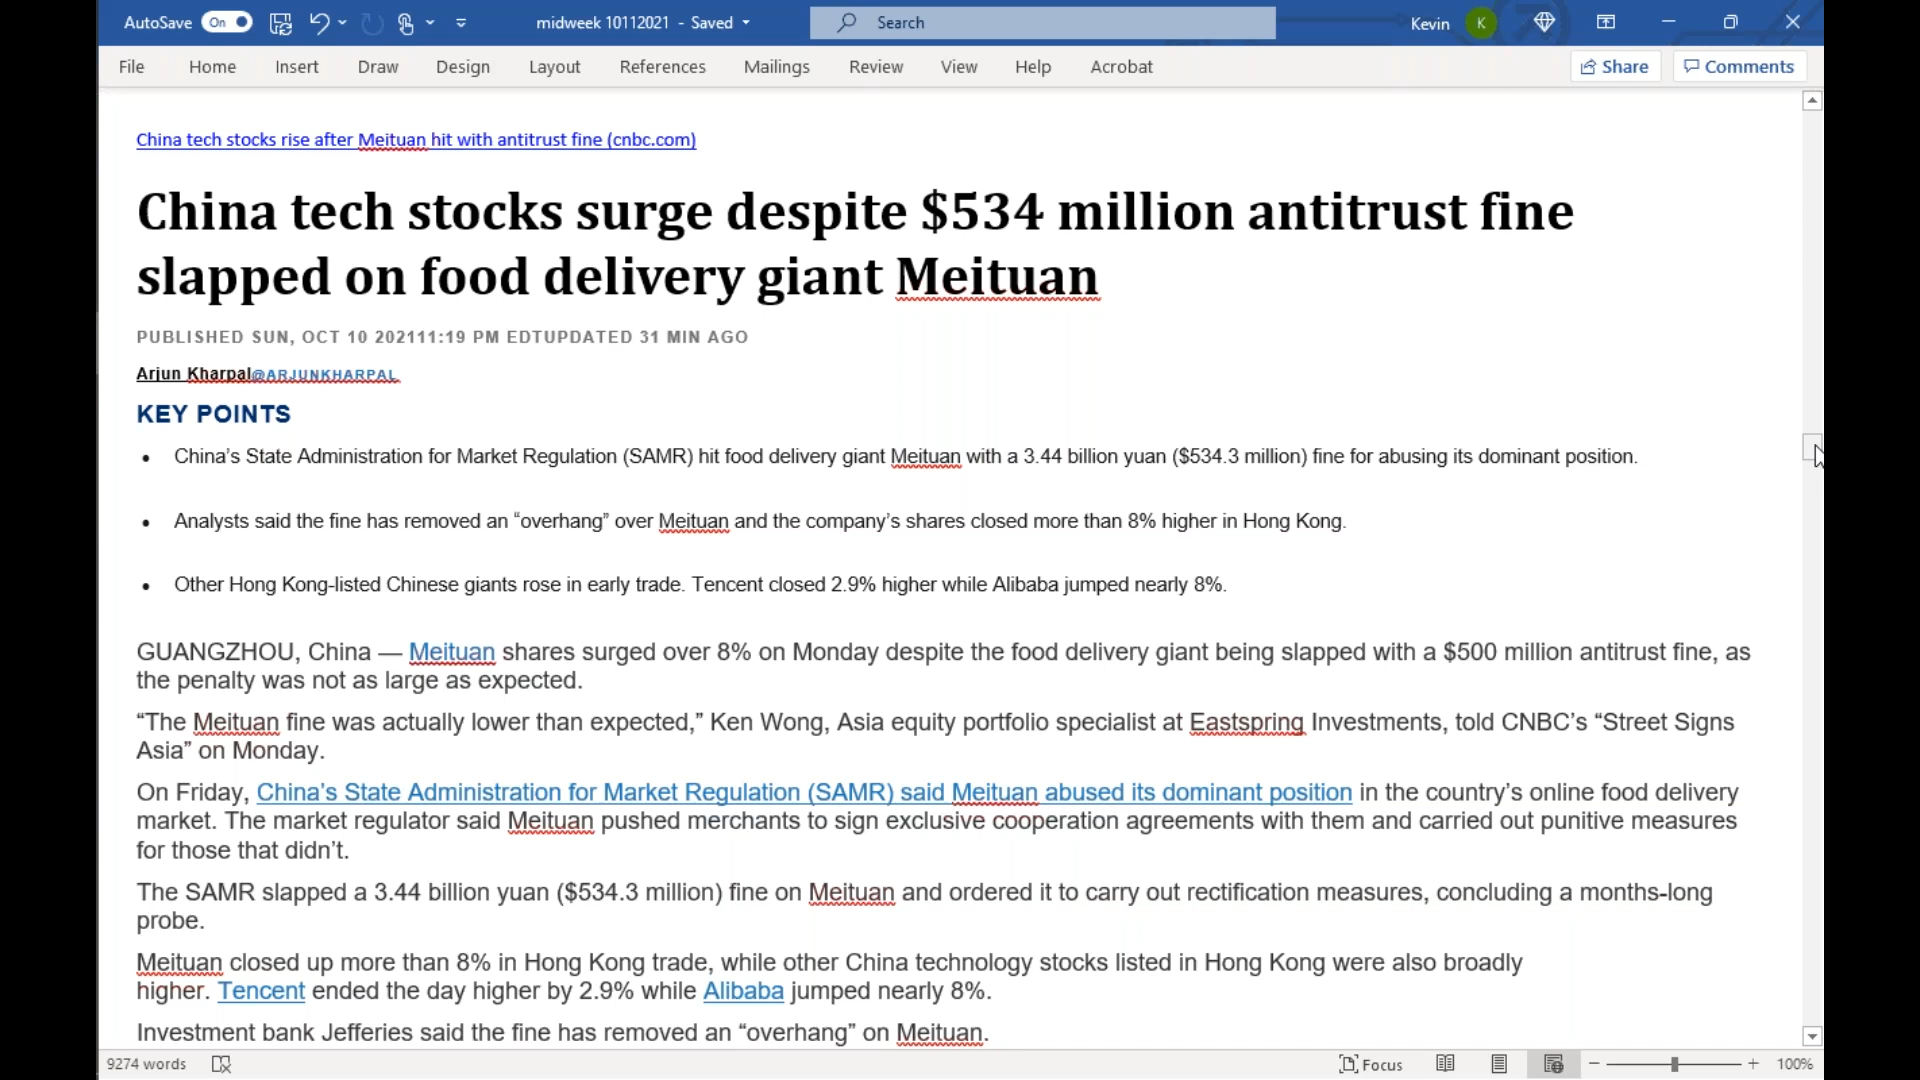 AutoSave On midweek 10112021 - Saved Search Kevin K
File Home Insert Draw Design Layout References Mailings Review View Help Acrobat Share Comments
China tech stocks rise after Meituan hit with antitrust fine (cnbc.com)
China tech stocks surge despite $534 million antitrust fine
slapped on food delivery giant Meituan
PUBLISHED SUN, OCT 10 202111:19 PM EDTUPDATED 31 MIN AGO
Arjun Kharpal@ARJUNKHARPAL
KEY POINTS
• China’s State Administration for Market Regulation (SAMR) hit food delivery giant Meituan with a 3.44 billion yuan ($534.3 million) fine for abusing its dominant position.
• Analysts said the fine has removed an “overhang” over Meituan and the company’s shares closed more than 8% higher in Hong Kong.
• Other Hong Kong-listed Chinese giants rose in early trade. Tencent closed 2.9% higher while Alibaba jumped nearly 8%.
GUANGZHOU, China — Meituan shares surged over 8% on Monday despite the food delivery giant being slapped with a $500 million antitrust fine, as
the penalty was not as large as expected.
“The Meituan fine was actually lower than expected,” Ken Wong, Asia equity portfolio specialist at Eastspring Investments, told CNBC’s “Street Signs
Asia” on Monday.
On Friday, China’s State Administration for Market Regulation (SAMR) said Meituan abused its dominant position in the country’s online food delivery
market. The market regulator said Meituan pushed merchants to sign exclusive cooperation agreements with them and carried out punitive measures
for those that didn’t.
The SAMR slapped a 3.44 billion yuan ($534.3 million) fine on Meituan and ordered it to carry out rectification measures, concluding a months-long
probe.
Meituan closed up more than 8% in Hong Kong trade, while other China technology stocks listed in Hong Kong were also broadly
higher. Tencent ended the day higher by 2.9% while Alibaba jumped nearly 8%.
Investment bank Jefferies said the fine has removed an “overhang” on Meituan.
9274 words Focus 100%